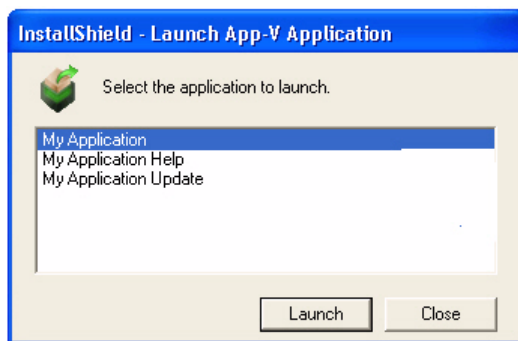 InstallShield - Launch App-V Application
Select the application to launch.
My Application
My Application Help
My Application Update
Launch Close